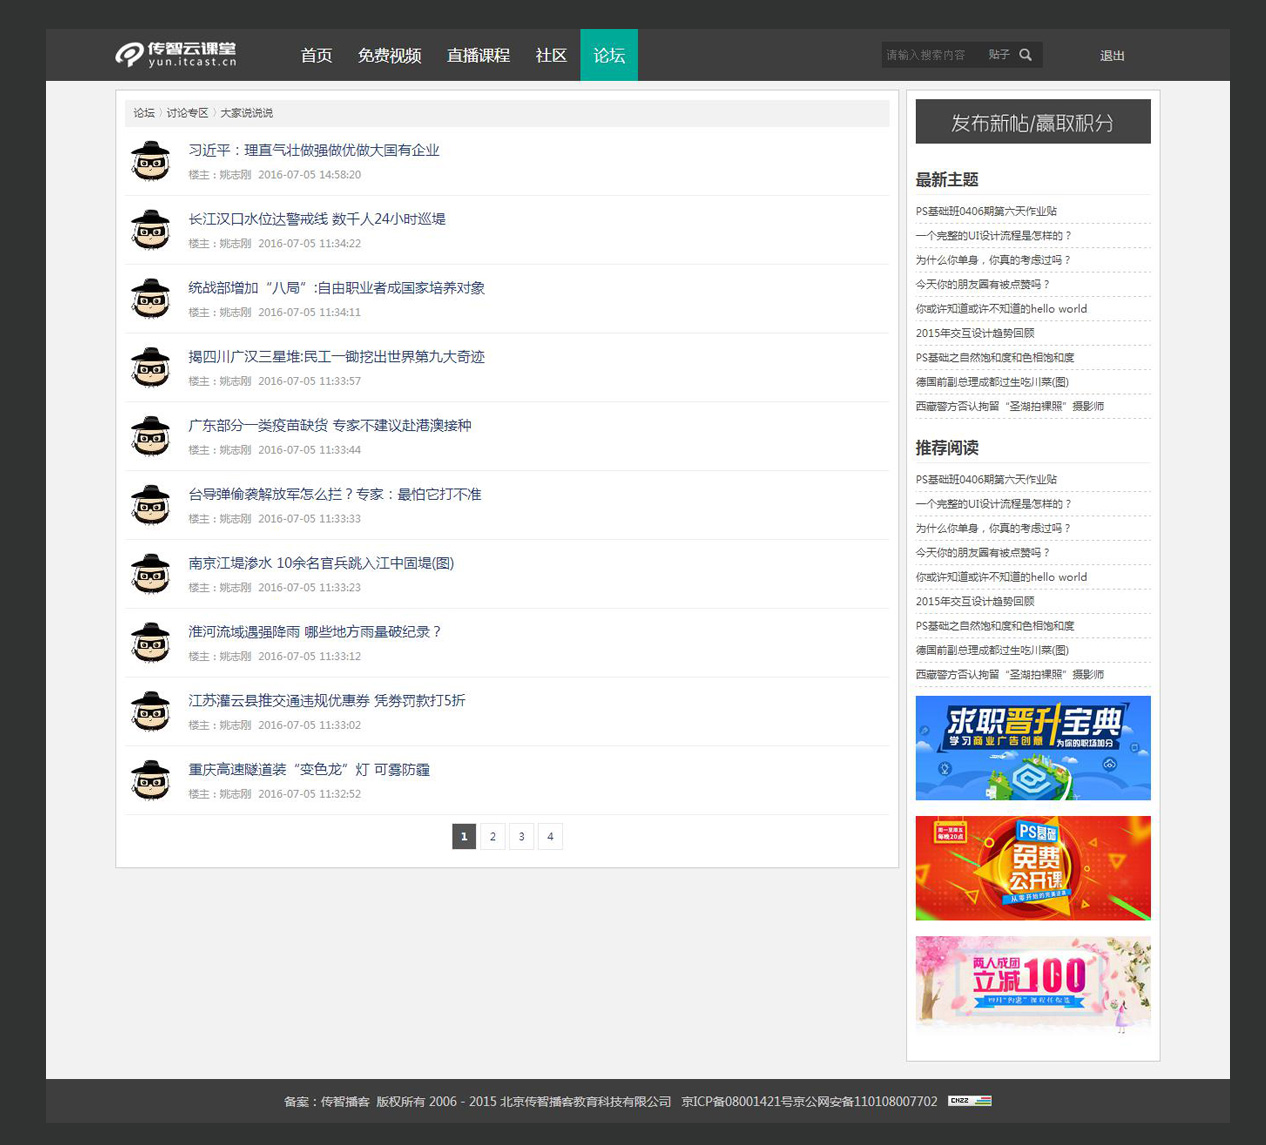 传智云课堂
yun.itcast.cn
首页 免费视频 直播课程 社区 论坛
请输入搜索内容 贴子
退出
论坛 〉讨论专区 〉大家说说说
习近平：理直气壮做强做优做大国有企业
楼主：姚志刚 2016-07-05 14:58:20
长江汉口水位达警戒线 数千人24小时巡堤
楼主：姚志刚 2016-07-05 11:34:22
统战部增加“八局”:自由职业者成国家培养对象
楼主：姚志刚 2016-07-05 11:34:11
揭四川广汉三星堆:民工一锄挖出世界第九大奇迹
楼主：姚志刚 2016-07-05 11:33:57
广东部分一类疫苗缺货 专家不建议赴港澳接种
楼主：姚志刚 2016-07-05 11:33:44
台导弹偷袭解放军怎么拦？专家：最怕它打不准
楼主：姚志刚 2016-07-05 11:33:33
南京江堤渗水 10余名官兵跳入江中固堤(图)
楼主：姚志刚 2016-07-05 11:33:23
淮河流域遇强降雨 哪些地方雨量破纪录？
楼主：姚志刚 2016-07-05 11:33:12
江苏灌云县推交通违规优惠券 凭券罚款打5折
楼主：姚志刚 2016-07-05 11:33:02
重庆高速隧道装“变色龙”灯 可雾防霾
楼主：姚志刚 2016-07-05 11:32:52
1 2 3 4
发布新帖/赢取积分
最新主题
PS基础班0406期第六天作业贴
一个完整的UI设计流程是怎样的？
为什么你单身，你真的考虑过吗？
今天你的朋友圈有被点赞吗？
你或许知道或许不知道的hello world
2015年交互设计趋势回顾
PS基础之自然饱和度和色相饱和度
德国前副总理成都过生吃川菜(图)
西藏警方否认拘留“圣湖拍裸照”摄影师
推荐阅读
PS基础班0406期第六天作业贴
一个完整的UI设计流程是怎样的？
为什么你单身，你真的考虑过吗？
今天你的朋友圈有被点赞吗？
你或许知道或许不知道的hello world
2015年交互设计趋势回顾
PS基础之自然饱和度和色相饱和度
德国前副总理成都过生吃川菜(图)
西藏警方否认拘留“圣湖拍裸照”摄影师
求职晋升宝典
学习商业广告创意 为你的职场加分
周一至周五
每晚20点
PS基础
免费
公开课
两人成团
立减100
备案：传智播客 版权所有 2006 - 2015 北京传智播客教育科技有限公司 京ICP备08001421号京公网安备110108007702
CNZZ